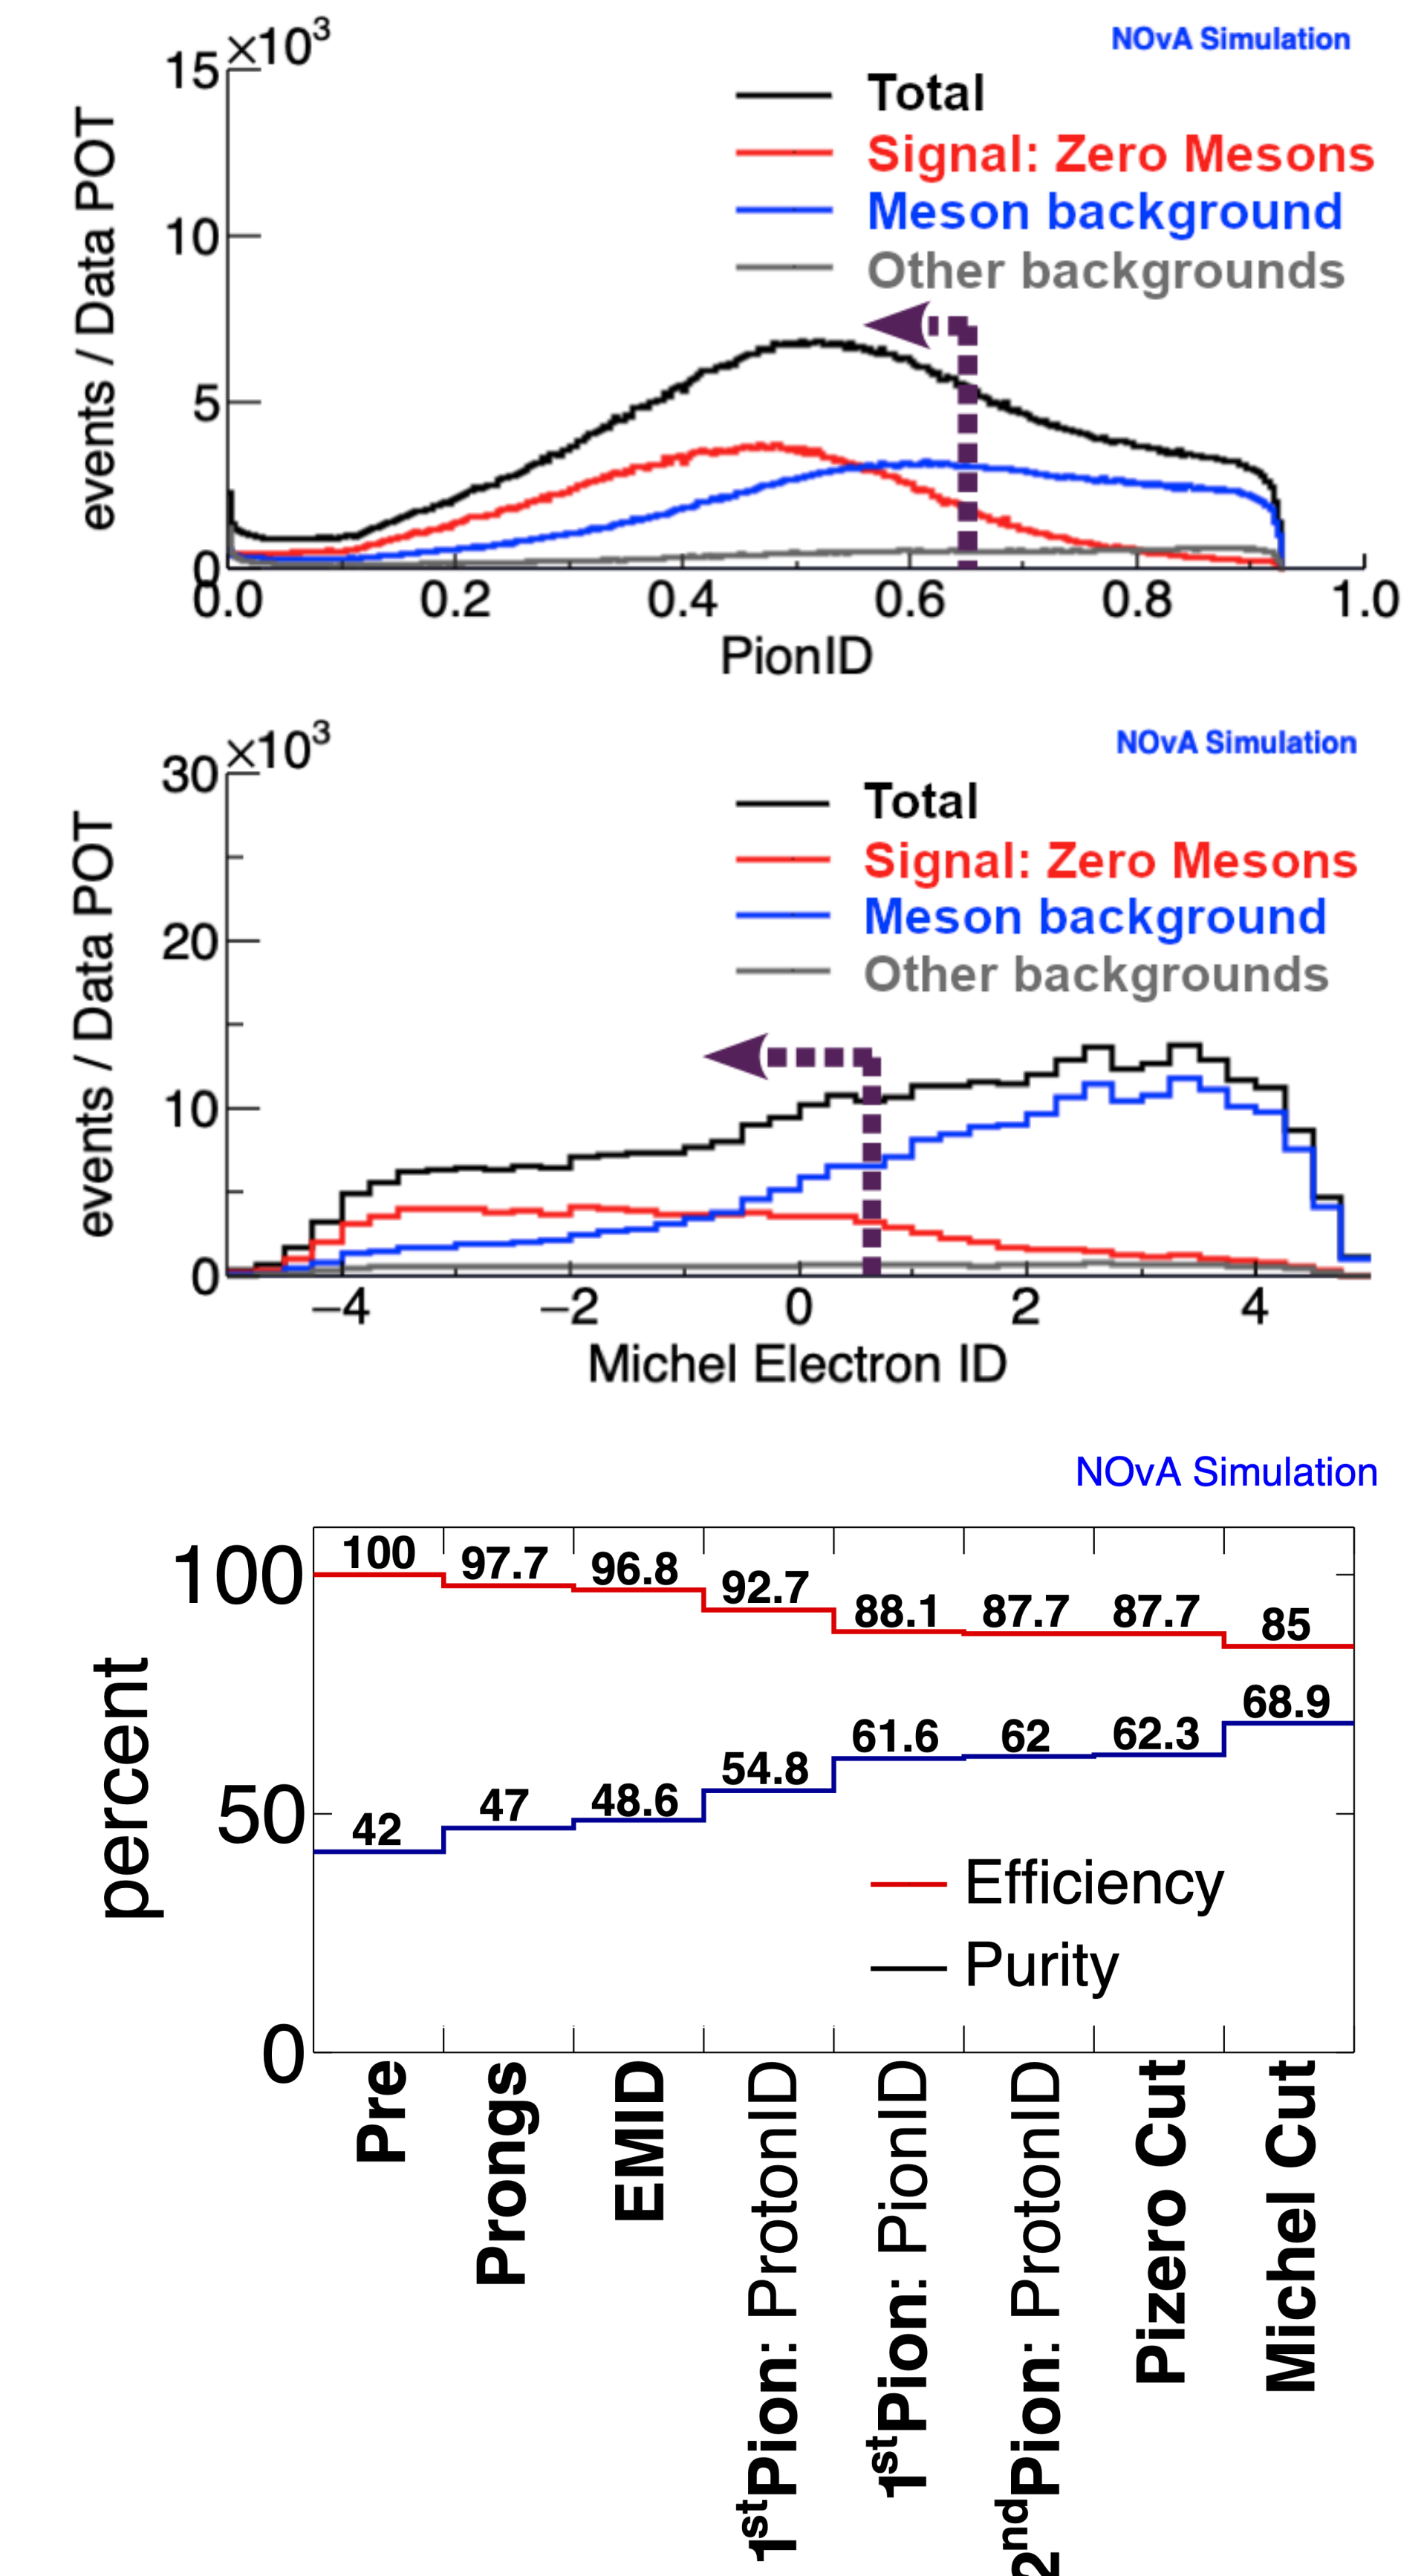 ×10³
NOvA Simulation
15
10
5
0
events / Data POT
Total
Signal: Zero Mesons
Meson background
Other backgrounds
0.0 0.2 0.4 0.6 0.8 1.0
PionID
×10³
NOvA Simulation
30
20
10
0
events / Data POT
Total
Signal: Zero Mesons
Meson background
Other backgrounds
−4 −2 0 2 4
Michel Electron ID
NOvA Simulation
percent
100
50
0
100 97.7 96.8 92.7 88.1 87.7 87.7 85
42 47 48.6 54.8 61.6 62 62.3 68.9
Efficiency
Purity
Pre
Prongs
EMID
1ˢᵗPion: ProtonID
1ˢᵗPion: PionID
2ⁿᵈPion: ProtonID
Pizero Cut
Michel Cut